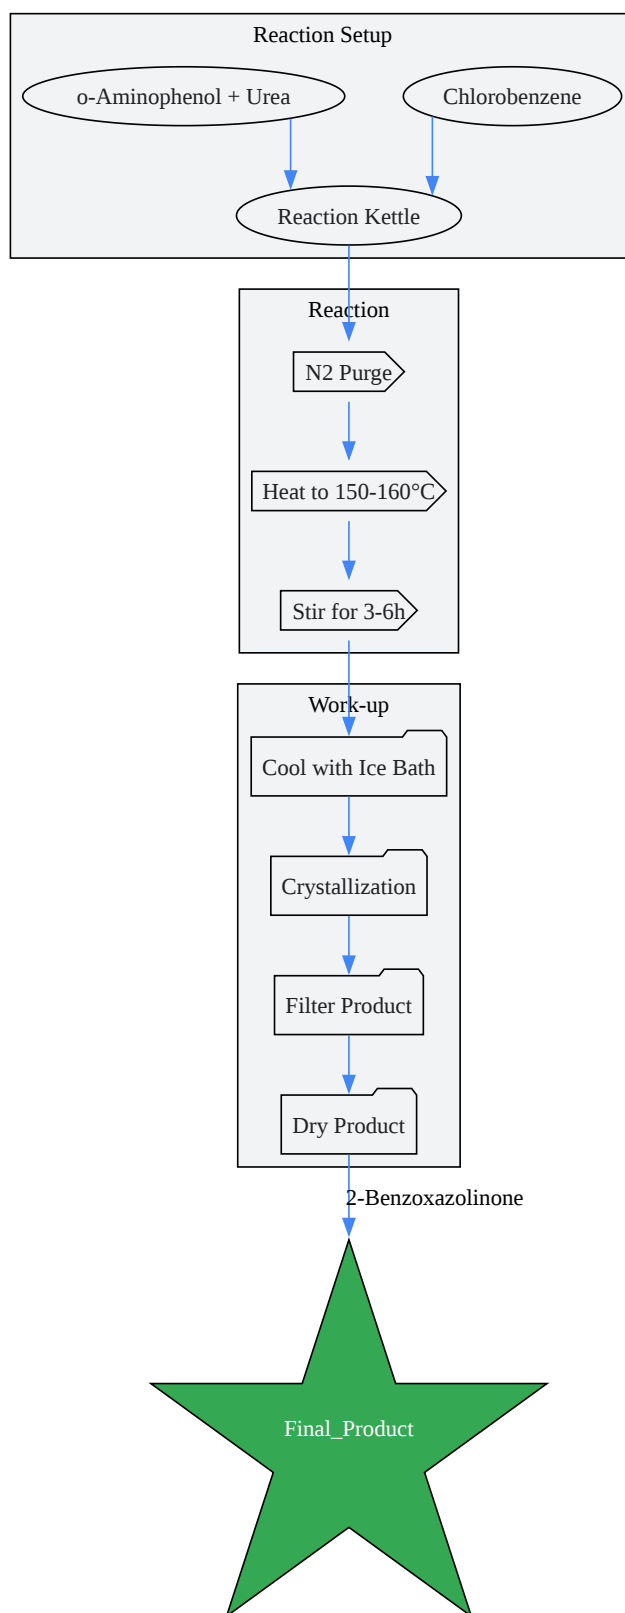 Reaction Setup
o-Aminophenol + Urea
Chlorobenzene
Reaction Kettle
Reaction
N2 Purge
Heat to 150-160°C
Stir for 3-6h
Work-up
Cool with Ice Bath
Crystallization
Filter Product
Dry Product
2-Benzoxazolinone
Final_Product